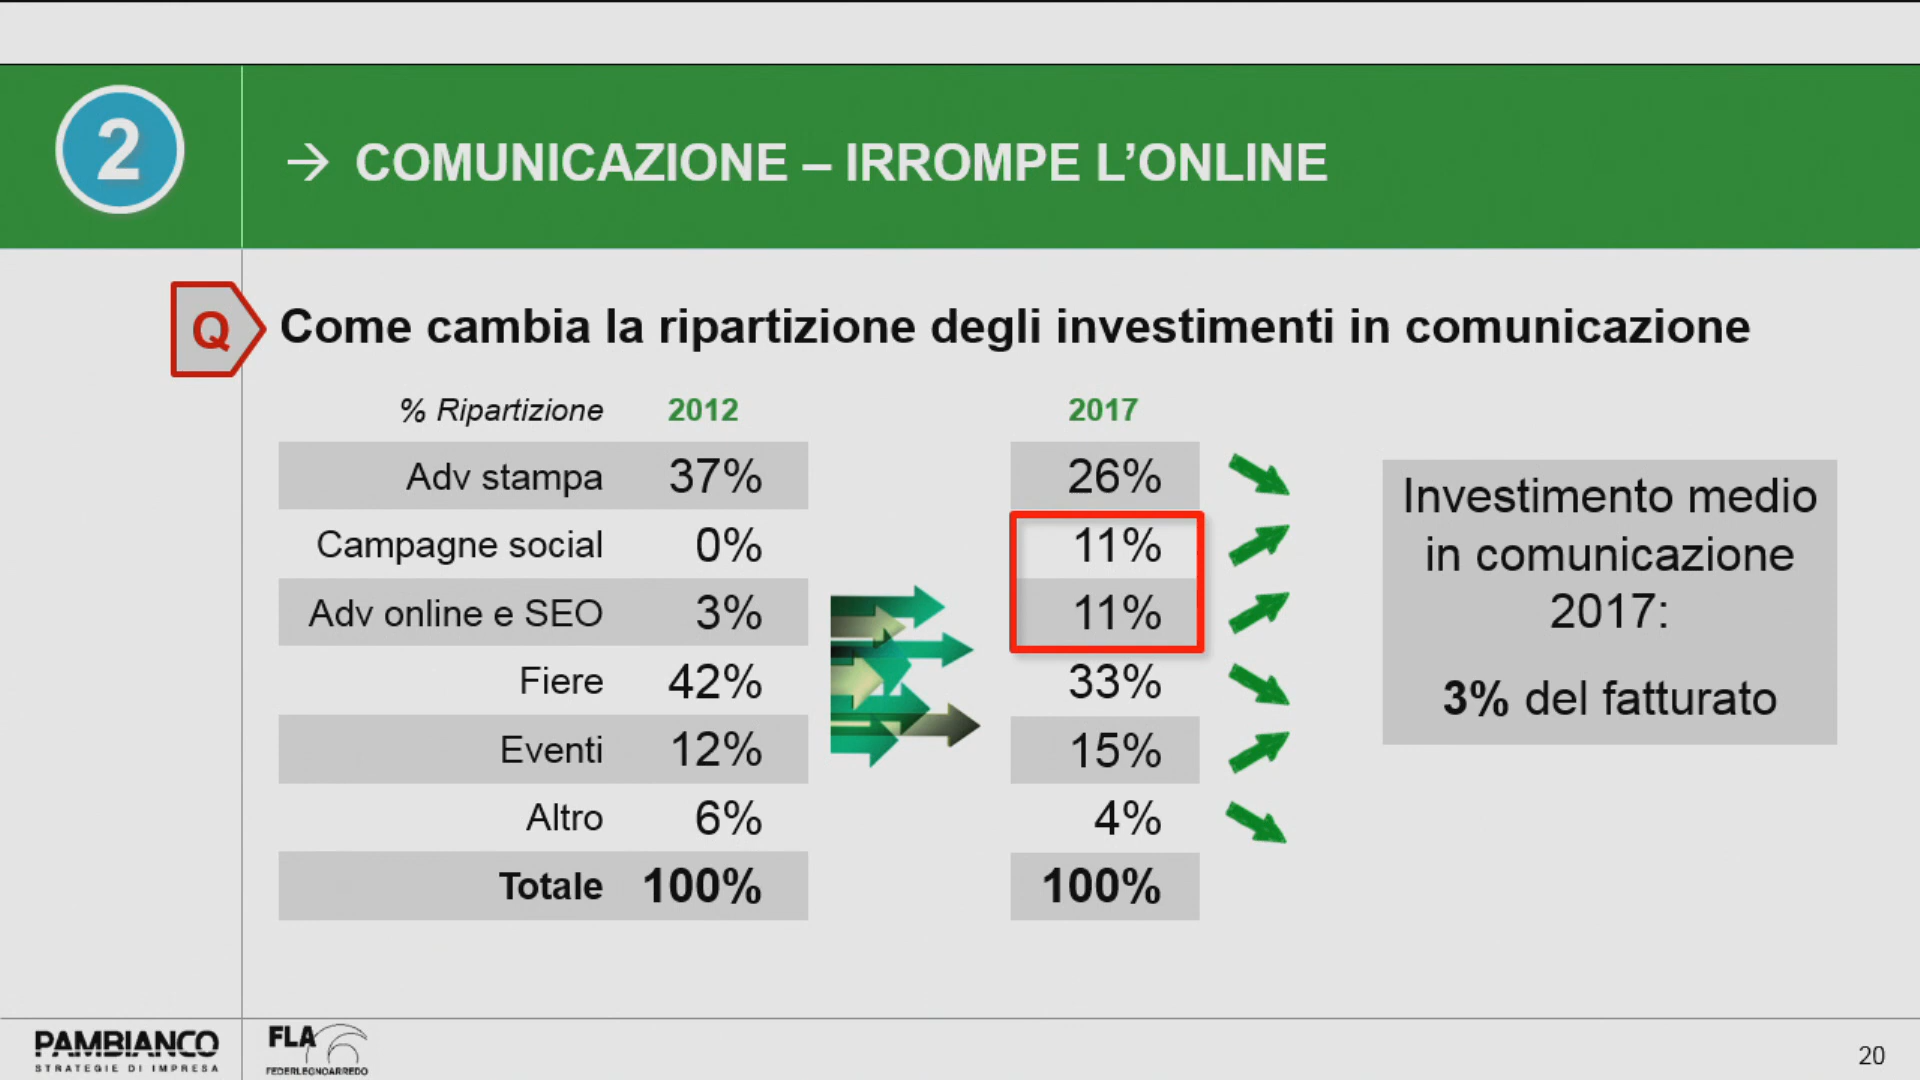 2
→ COMUNICAZIONE – IRROMPE L’ONLINE
Q
Come cambia la ripartizione degli investimenti in comunicazione
% Ripartizione 2012 2017
Adv stampa 37% 26%
Campagne social 0% 11%
Adv online e SEO 3% 11%
Fiere 42% 33%
Eventi 12% 15%
Altro 6% 4%
Totale 100% 100%
Investimento medio
in comunicazione
2017:
3% del fatturato
PAMBIANCO
STRATEGIE DI IMPRESA
FLA
FEDERLEGNOARREDO
20